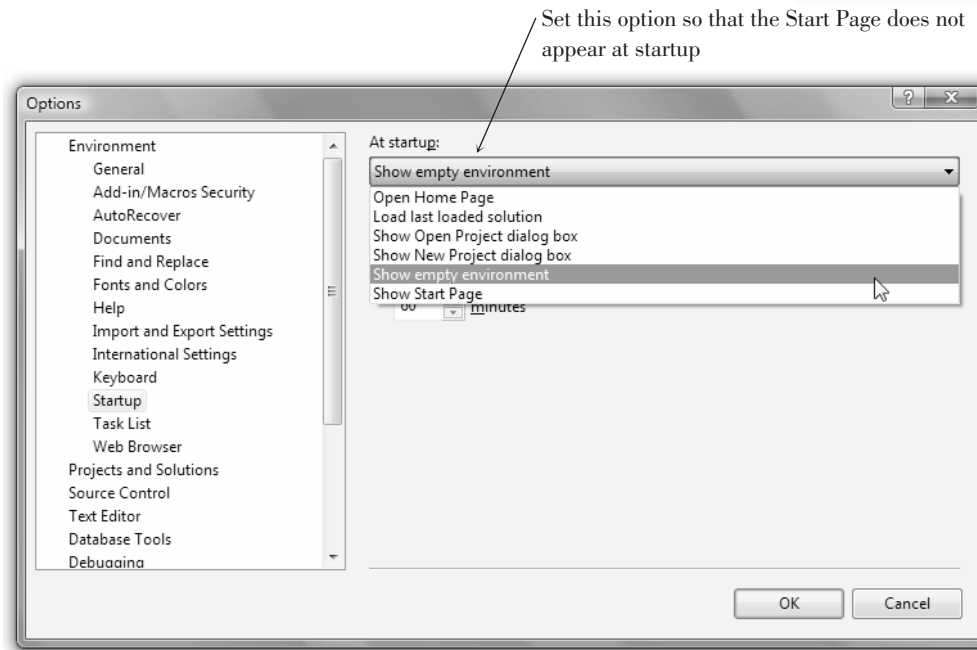 Set this option so that the Start Page does not
appear at startup
Options
Environment
General
Add-in/Macros Security
AutoRecover
Documents
Find and Replace
Fonts and Colors
Help
Import and Export Settings
International Settings
Keyboard
Startup
Task List
Web Browser
Projects and Solutions
Source Control
Text Editor
Database Tools
Debugging
At startup:
Show empty environment
Open Home Page
Load last loaded solution
Show Open Project dialog box
Show New Project dialog box
Show empty environment
Show Start Page
minutes
OK
Cancel